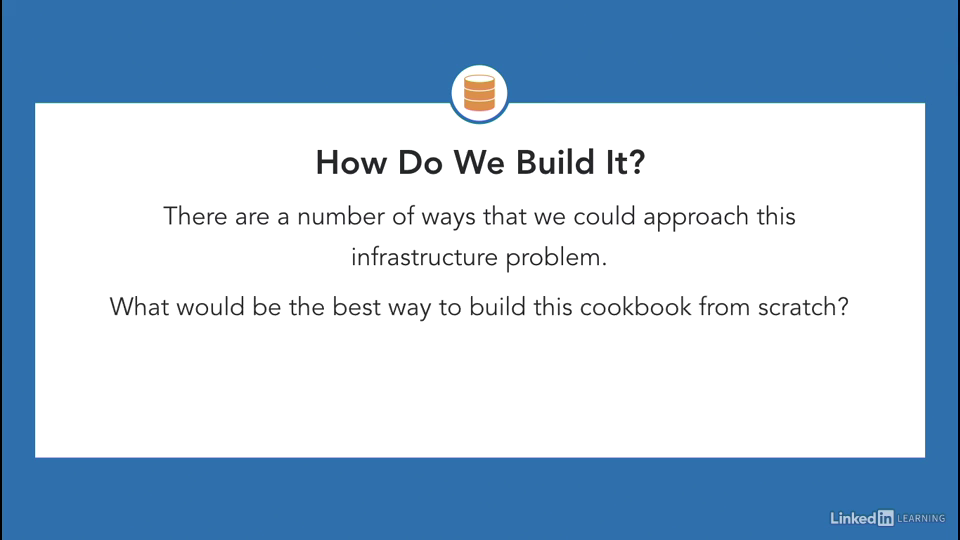 How Do We Build It?
There are a number of ways that we could approach this
infrastructure problem.
What would be the best way to build this cookbook from scratch?
Linked in LEARNING